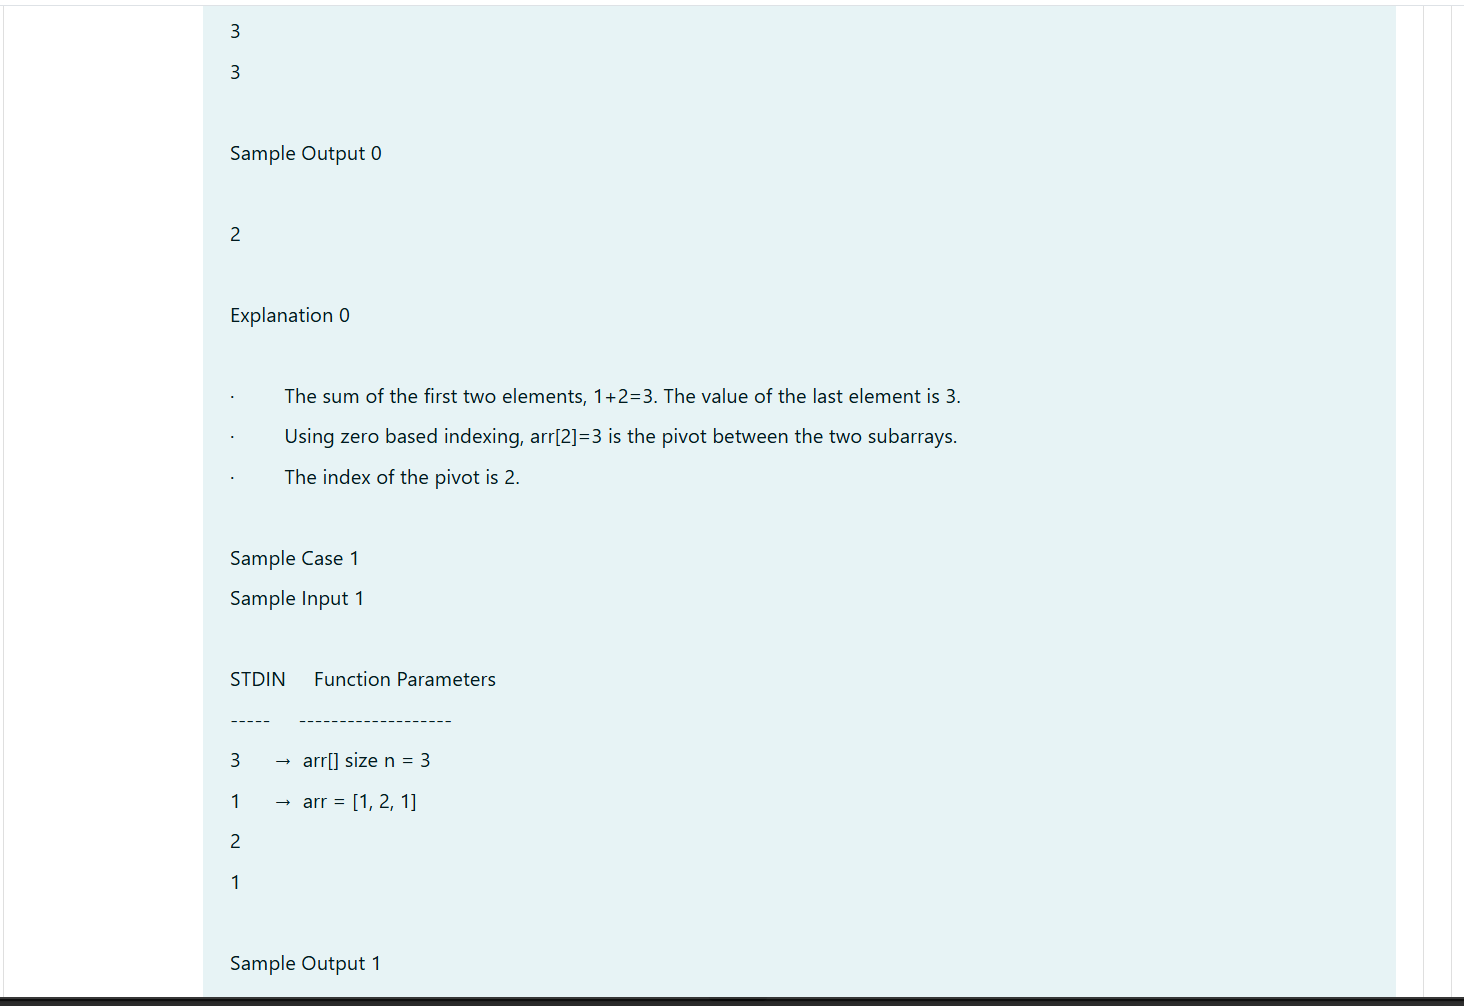 3
3
Sample Output 0
2
Explanation 0
· The sum of the first two elements, 1+2=3. The value of the last element is 3.
· Using zero based indexing, arr[2]=3 is the pivot between the two subarrays.
· The index of the pivot is 2.
Sample Case 1
Sample Input 1
STDIN Function Parameters
----- -------------------
3 → arr[] size n = 3
1 → arr = [1, 2, 1]
2
1
Sample Output 1